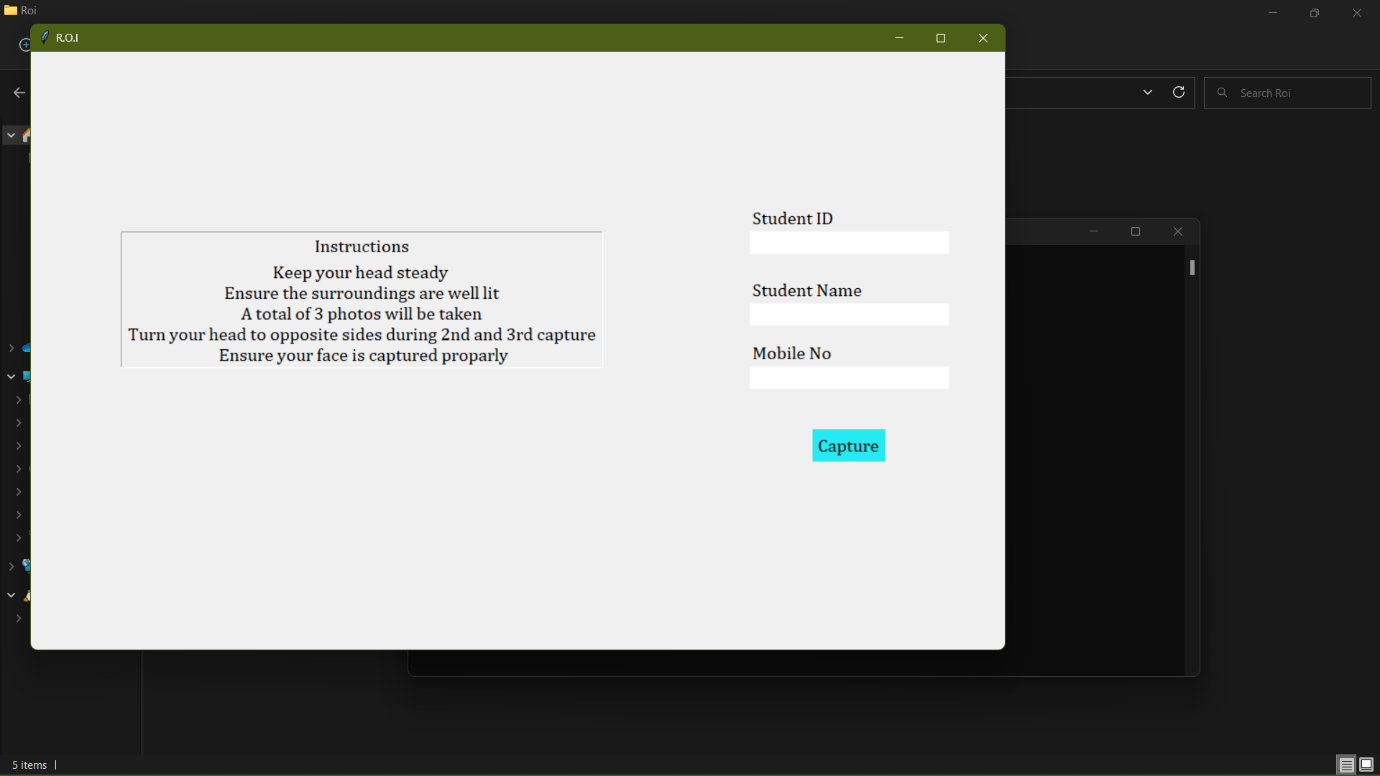 Roi
R.O.I
Search Roi
Instructions
Keep your head steady
Ensure the surroundings are well lit
A total of 3 photos will be taken
Turn your head to opposite sides during 2nd and 3rd capture
Ensure your face is captured proparly
Student ID
Student Name
Mobile No
Capture
5 items